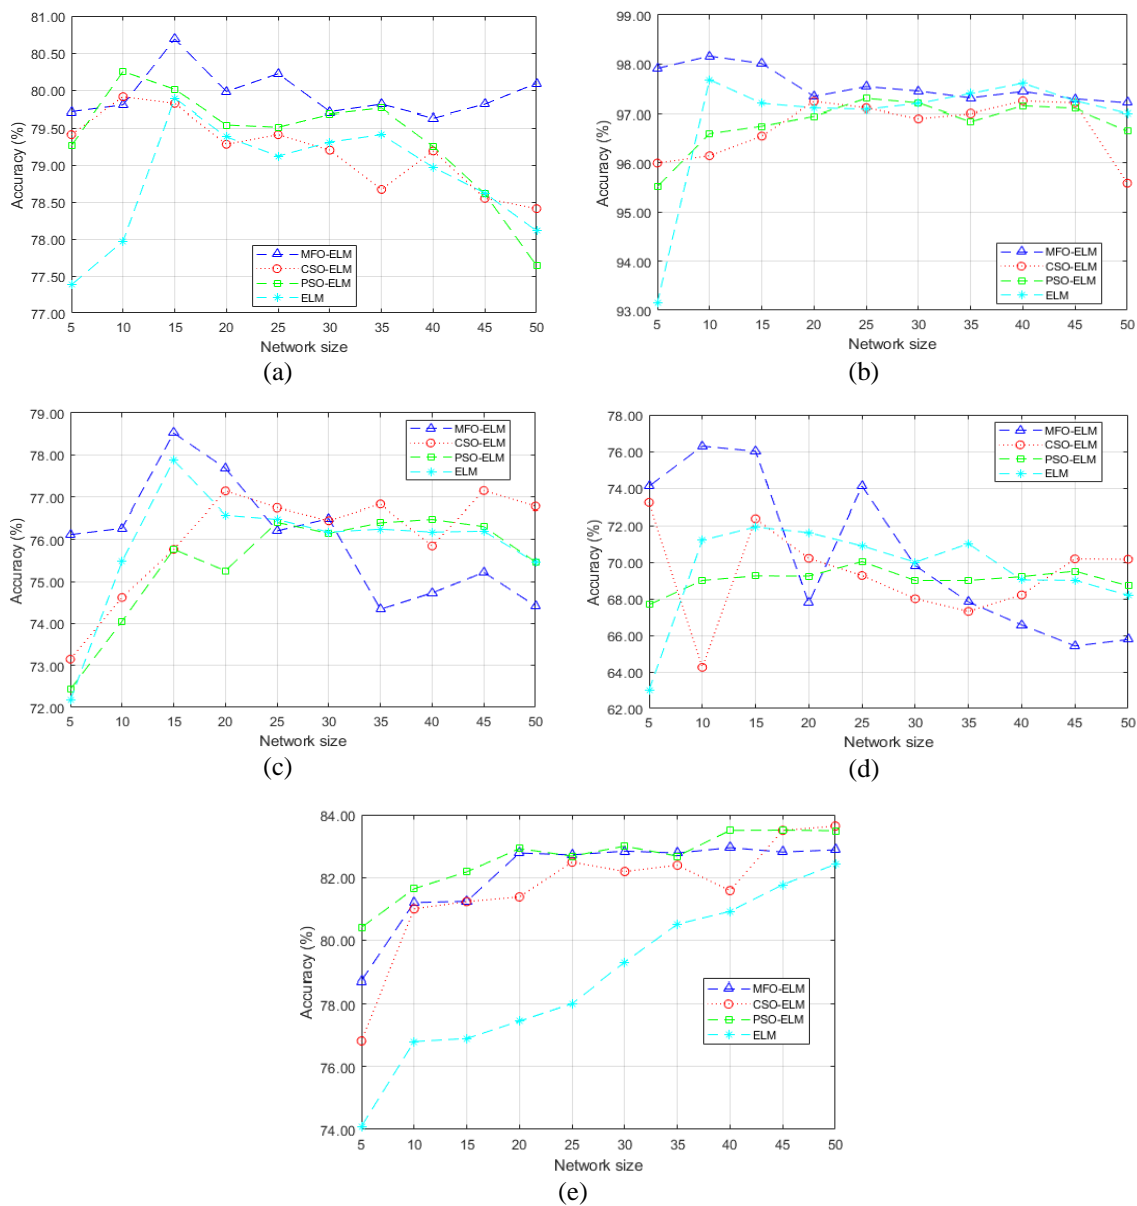 81.00
80.50
80.00
79.50
79.00
78.50
78.00
77.50
77.00
Accuracy (%)
MFO-ELM
CSO-ELM
PSO-ELM
ELM
5 10 15 20 25 30 35 40 45 50
Network size
(a)
99.00
98.00
97.00
96.00
95.00
94.00
93.00
Accuracy (%)
MFO-ELM
CSO-ELM
PSO-ELM
ELM
5 10 15 20 25 30 35 40 45 50
Network size
(b)
79.00
78.00
77.00
76.00
75.00
74.00
73.00
72.00
Accuracy (%)
MFO-ELM
CSO-ELM
PSO-ELM
ELM
5 10 15 20 25 30 35 40 45 50
Network size
(c)
78.00
76.00
74.00
72.00
70.00
68.00
66.00
64.00
62.00
Accuracy (%)
MFO-ELM
CSO-ELM
PSO-ELM
ELM
5 10 15 20 25 30 35 40 45 50
Network size
(d)
84.00
82.00
80.00
78.00
76.00
74.00
Accuracy (%)
MFO-ELM
CSO-ELM
PSO-ELM
ELM
5 10 15 20 25 30 35 40 45 50
Network size
(e)